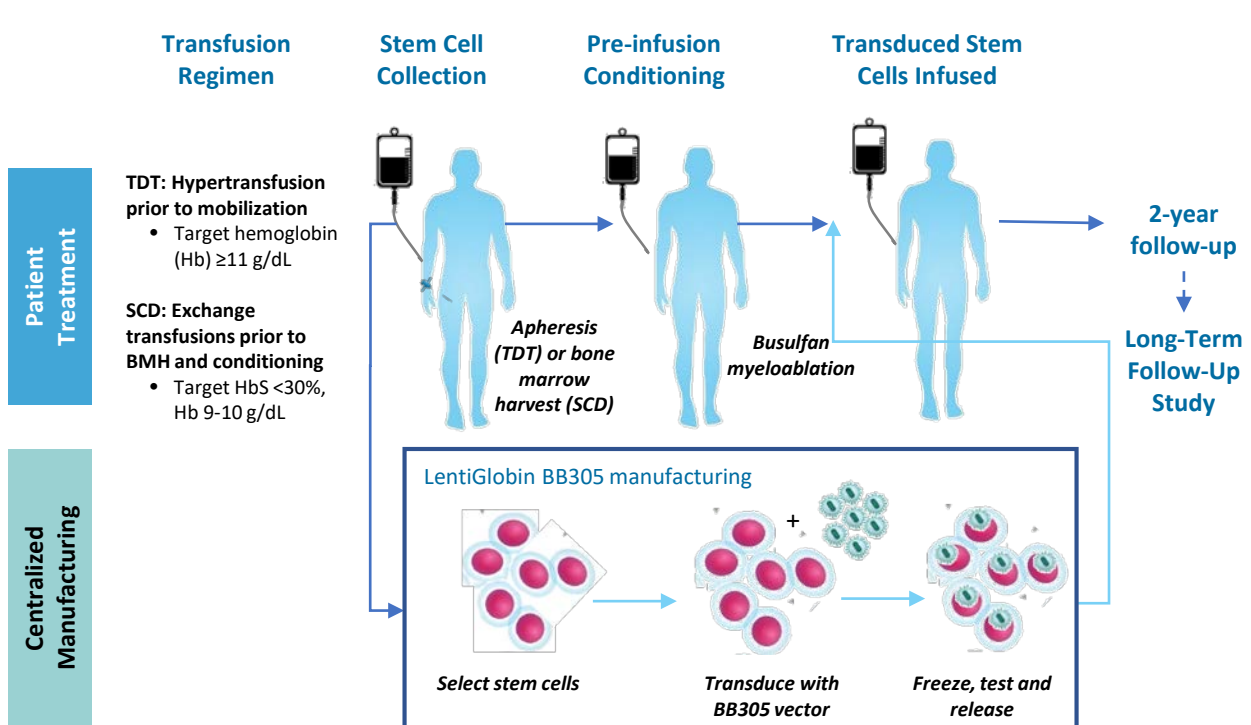 Transfusion
Regimen
Stem Cell
Collection
Pre-infusion
Conditioning
Transduced Stem
Cells Infused
Patient
Treatment
TDT: Hypertransfusion
prior to mobilization
• Target hemoglobin
(Hb) ≥11 g/dL
SCD: Exchange
transfusions prior to
BMH and conditioning
• Target HbS <30%,
Hb 9-10 g/dL
Apheresis
(TDT) or bone
marrow
harvest (SCD)
Busulfan
myeloablation
2-year
follow-up
Long-Term
Follow-Up
Study
Centralized
Manufacturing
LentiGlobin BB305 manufacturing
+
Select stem cells
Transduce with
BB305 vector
Freeze, test and
release